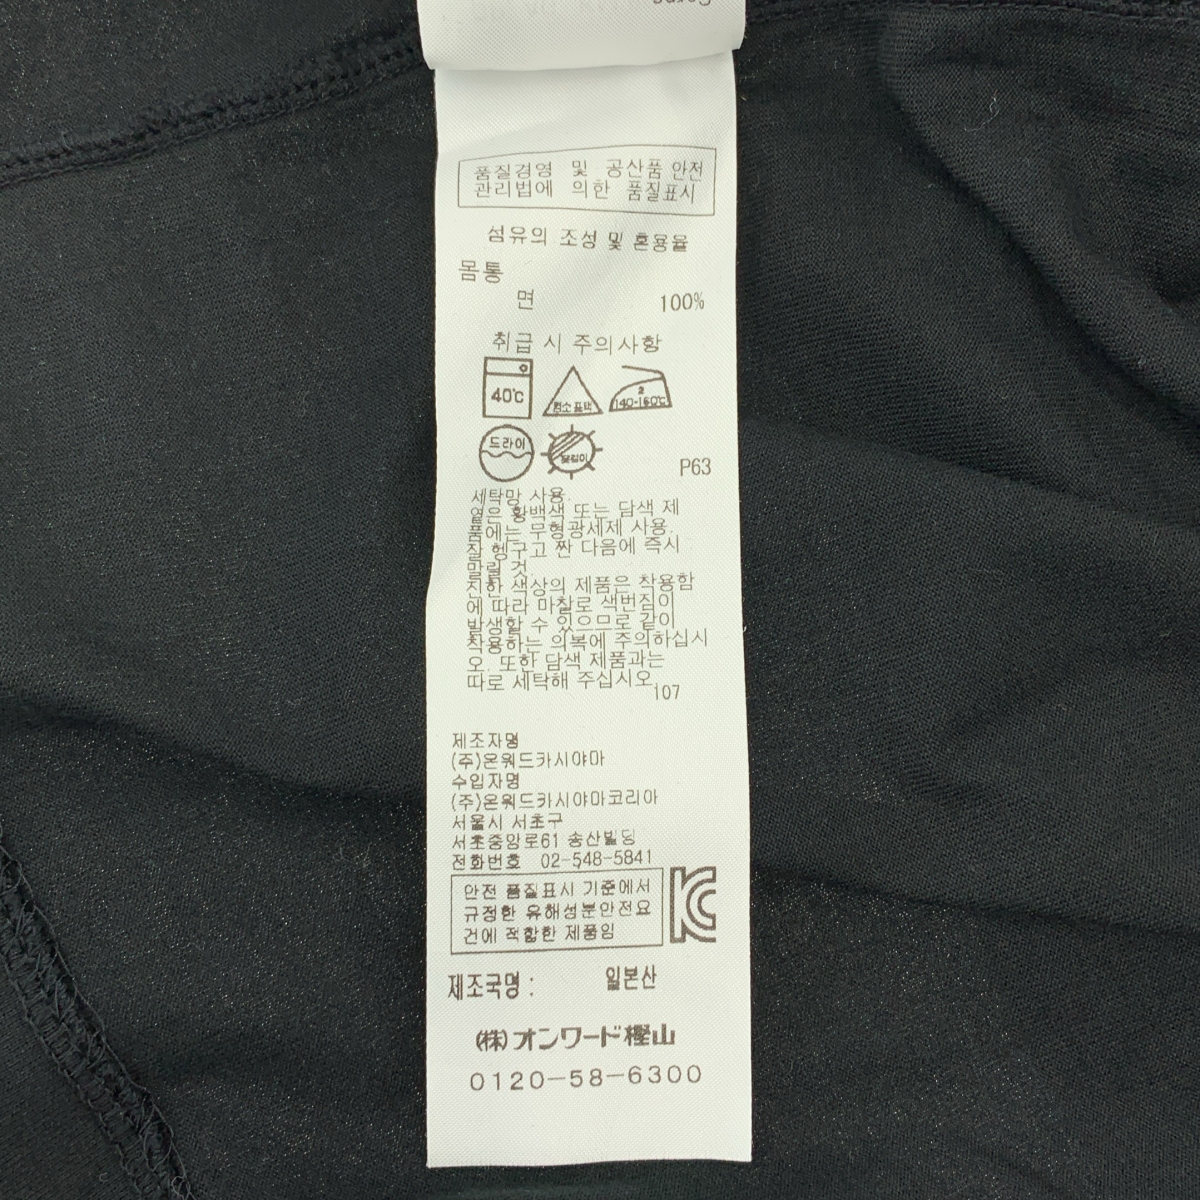 품질경영 및 공산품 안전
관리법에 의한 품질표시
섬유의 조성 및 혼용율
몸통
면 100%
취급 시 주의사항
40℃
염소표백
2
140-160℃
드라이
옷걸이
P63
세탁망 사용.
옅은 황백색 또는 담색 제
품에는 무형광세제 사용.
잘 헹구고 짠 다음에 즉시
말릴 것.
진한 색상의 제품은 착용함
에 따라 마찰로 색번짐이
발생할 수 있으므로 같이
착용하는 의복에 주의하십시
오. 또한 담색 제품과는
따로 세탁해 주십시오.
107
제조자명
(주)온워드카시야마
수입자명
(주)온워드카시야마코리아
서울시 서초구
서초중앙로61 송산빌딩
전화번호 02-548-5841
안전 품질표시 기준에서
규정한 유해성분안전요
건에 적합한 제품임
제조국명: 일본산
(株)オンワード樫山
0120-58-6300